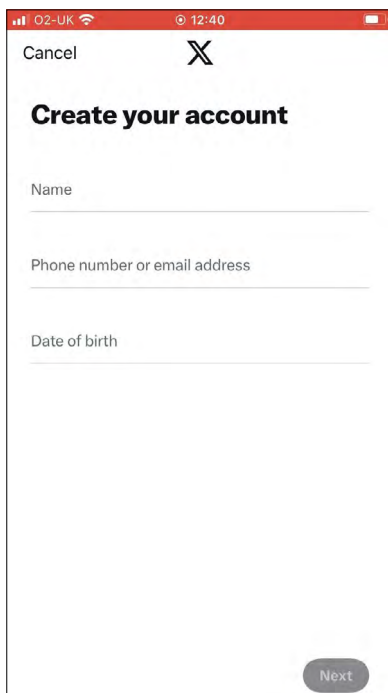 O2-UK 12:40
Cancel X
Create your account
Name
Phone number or email address
Date of birth
Next